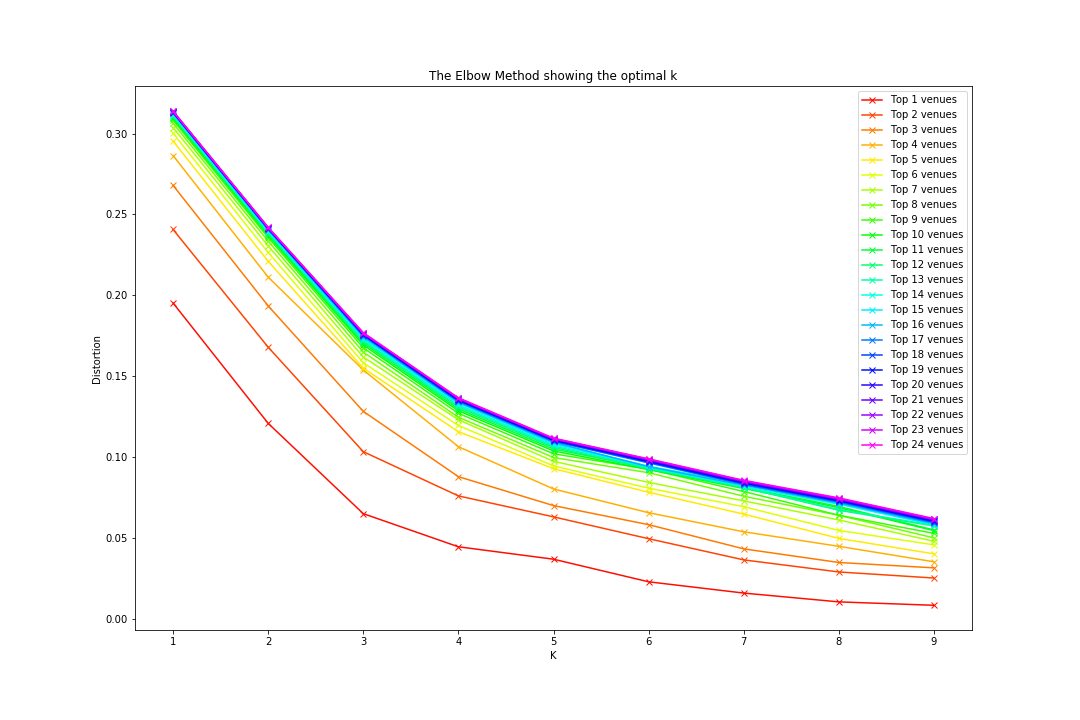 The Elbow Method showing the optimal k
0.30
0.25
0.20
0.15
0.10
0.05
0.00
Distortion
1 2 3 4 5 6 7 8 9
K
Top 1 venues
Top 2 venues
Top 3 venues
Top 4 venues
Top 5 venues
Top 6 venues
Top 7 venues
Top 8 venues
Top 9 venues
Top 10 venues
Top 11 venues
Top 12 venues
Top 13 venues
Top 14 venues
Top 15 venues
Top 16 venues
Top 17 venues
Top 18 venues
Top 19 venues
Top 20 venues
Top 21 venues
Top 22 venues
Top 23 venues
Top 24 venues